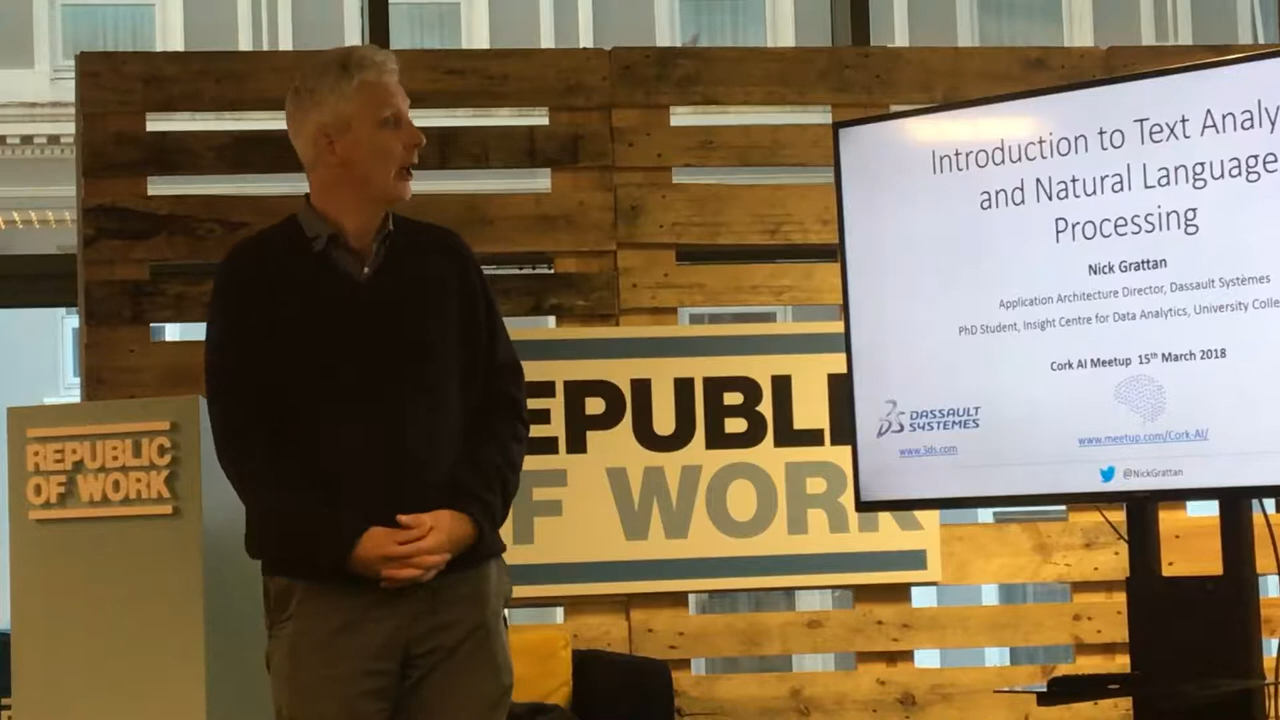 REPUBLIC
OF WORK
EPUBLI
F WORK
Introduction to Text Analy
and Natural Language
Processing
Nick Grattan
Application Architecture Director, Dassault Systèmes
PhD Student, Insight Centre for Data Analytics, University Colle
Cork AI Meetup 15th March 2018
3S DASSAULT
SYSTEMES
www.3ds.com
www.meetup.com/Cork-AI/
@NickGrattan